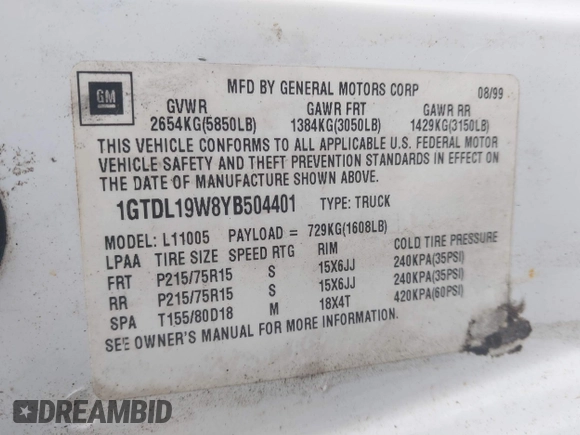 GM
MFD BY GENERAL MOTORS CORP 08/99
GVWR GAWR FRT GAWR RR
2654KG(5850LB) 1384KG(3050LB) 1429KG(3150LB)
THIS VEHICLE CONFORMS TO ALL APPLICABLE U.S. FEDERAL MOTOR
VEHICLE SAFETY AND THEFT PREVENTION STANDARDS IN EFFECT ON
THE DATE OF MANUFACTURE SHOWN ABOVE.
1GTDL19W8YB504401 TYPE: TRUCK
MODEL: L11005 PAYLOAD = 729KG(1608LB)
LPAA TIRE SIZE SPEED RTG RIM COLD TIRE PRESSURE
FRT P215/75R15 S 15X6JJ 240KPA(35PSI)
RR P215/75R15 S 15X6JJ 240KPA(35PSI)
SPA T155/80D18 M 18X4T 420KPA(60PSI)
SEE OWNER'S MANUAL FOR MORE INFORMATION.
DREAMBID